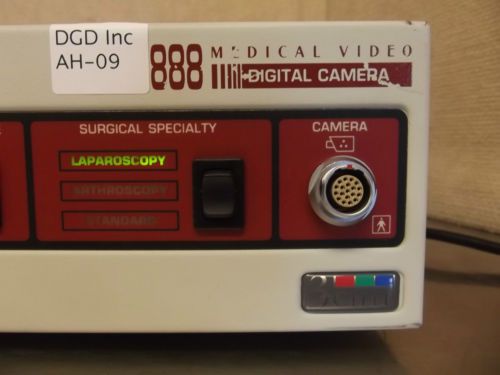 DGD Inc
AH-09
888 MEDICAL VIDEO
DIGITAL CAMERA
SURGICAL SPECIALTY
LAPAROSCOPY
ARTHROSCOPY
STANDARD
CAMERA